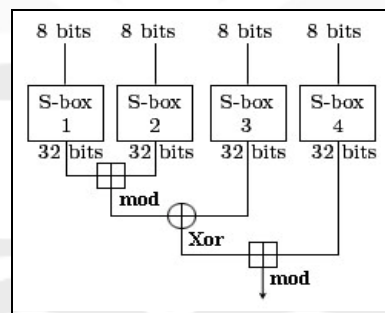 8 bits 8 bits 8 bits 8 bits
S-box S-box S-box S-box
1 2 3 4
32 bits 32 bits 32 bits 32 bits
mod
Xor
mod